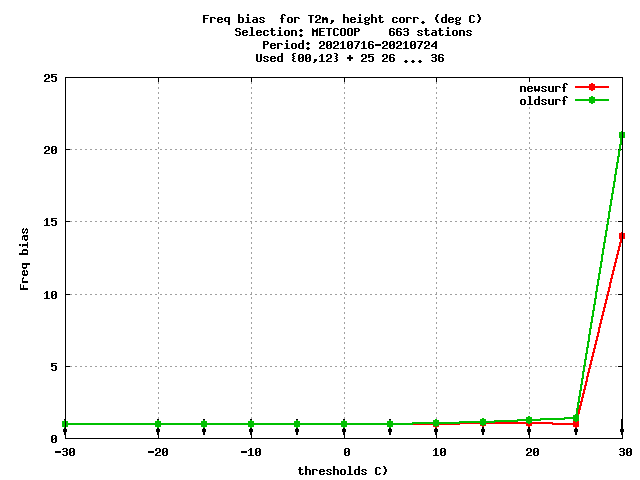 Freq bias  for T2m, height corr. (deg C)
Selection: METCOOP    663 stations
Period: 20210716-20210724
Used {00,12} + 25 26 ... 36
newsurf
oldsurf
25
20
15
10
5
0
Freq bias
-30 -20 -10 0 10 20 30
thresholds C)